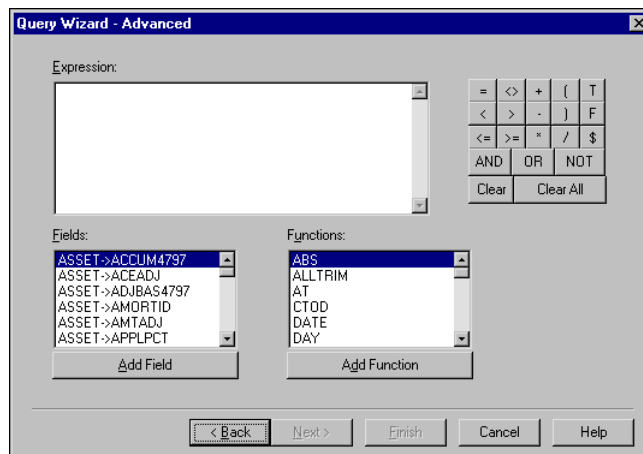 Query Wizard - Advanced
Expression:
= <> + ( T
< > - ) F
<= >= * / $
AND OR NOT
Clear Clear All
Fields:
ASSET->ACCUM4797
ASSET->ACEADJ
ASSET->ADJBAS4797
ASSET->AMORTID
ASSET->AMTADJ
ASSET->APPLPCT
Add Field
Functions:
ABS
ALLTRIM
AT
CTOD
DATE
DAY
Add Function
< Back Next > Finish Cancel Help